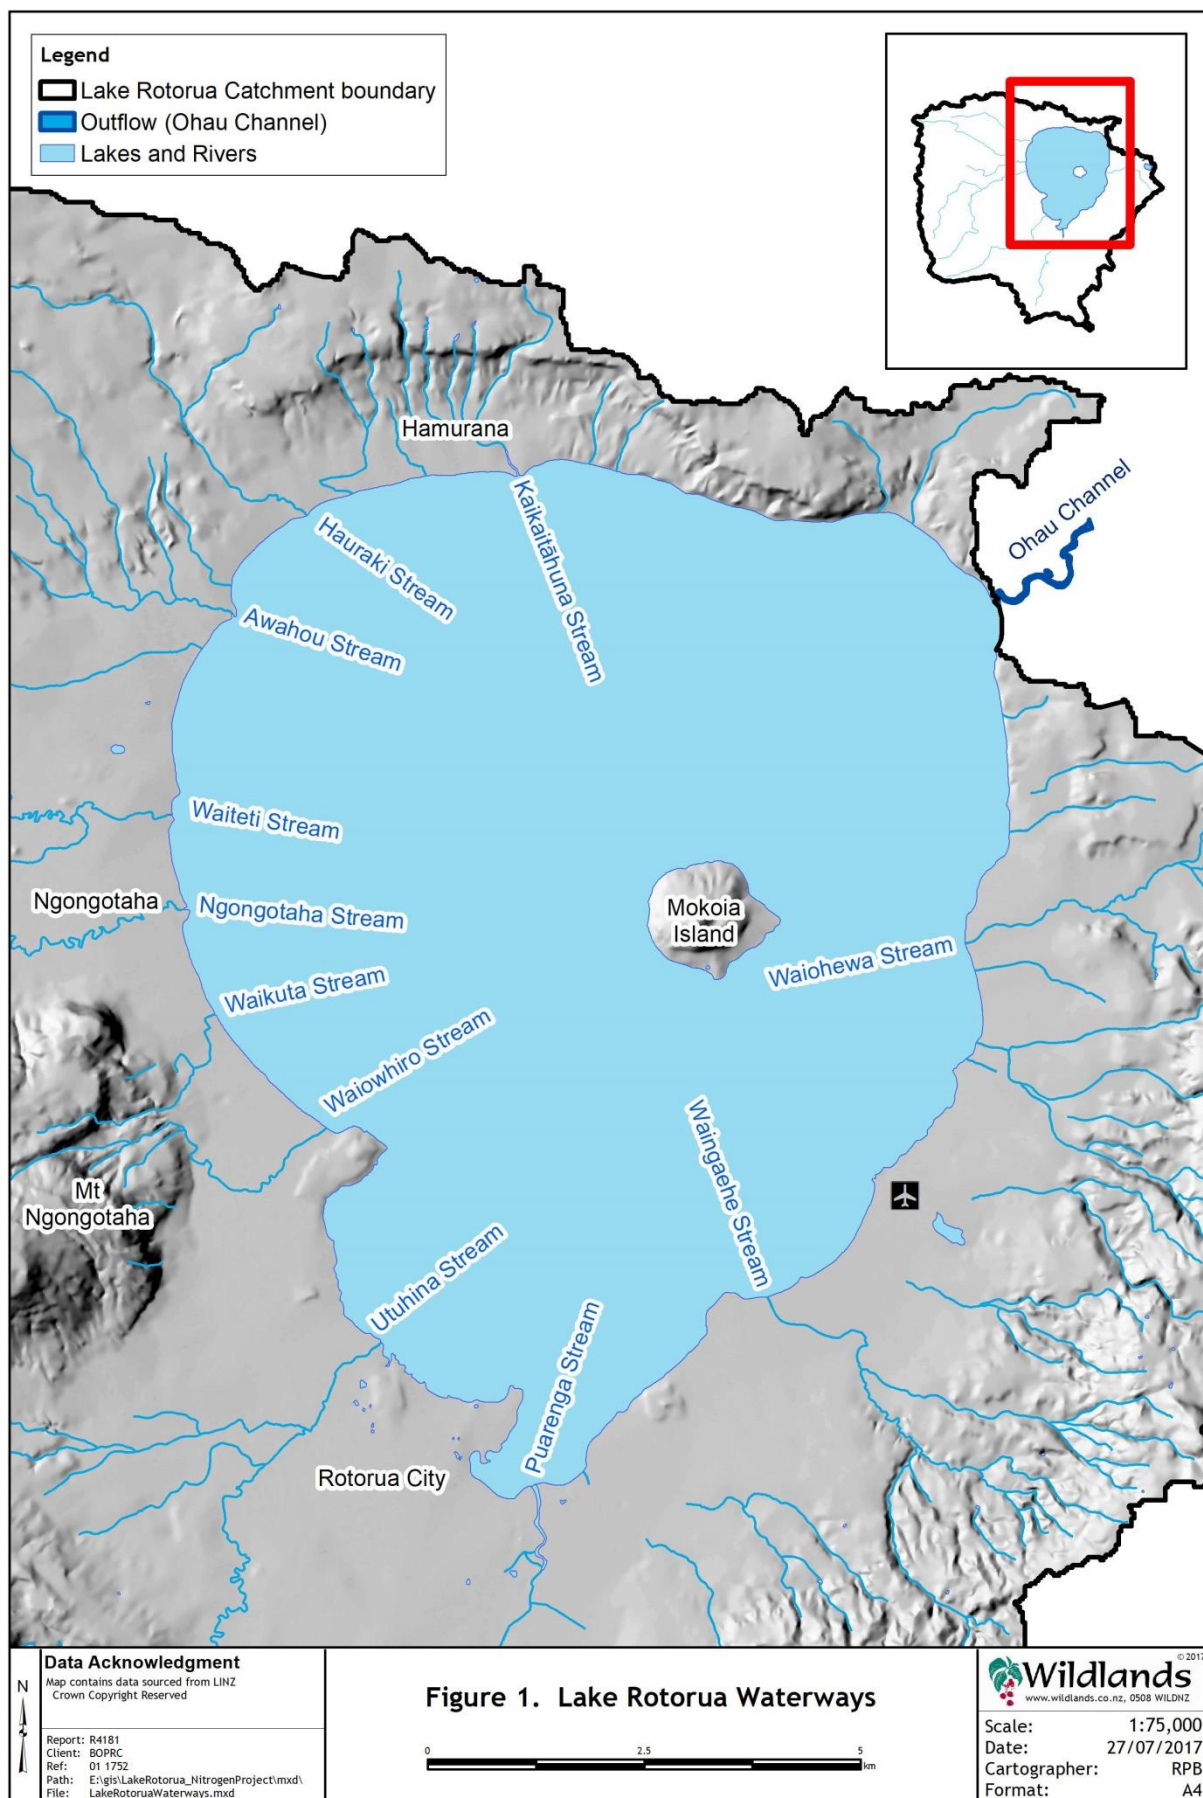 Legend
Lake Rotorua Catchment boundary
Outflow (Ohau Channel)
Lakes and Rivers
Hamurana
Kaikaitāhuna Stream
Hauraki Stream
Ohau Channel
Awahou Stream
Waiteti Stream
Ngongotaha
Ngongotaha Stream
Mokoia
Island
Waiohewa Stream
Waikuta Stream
Waiowhiro Stream
Waingaehe Stream
Mt
Ngongotaha
Utuhina Stream
Puarenga Stream
Rotorua City
N
Data Acknowledgment
Map contains data sourced from LINZ
Crown Copyright Reserved
Report: R4181
Client: BOPRC
Ref: 01 1752
Path: E:\gis\LakeRotorua_NitrogenProject\mxd\
File: LakeRotoruaWaterways.mxd
Figure 1. Lake Rotorua Waterways
0 2.5 5
km
© 2017
Wildlands
www.wildlands.co.nz, 0508 WILDNZ
Scale: 1:75,000
Date: 27/07/2017
Cartographer: RPB
Format: A4